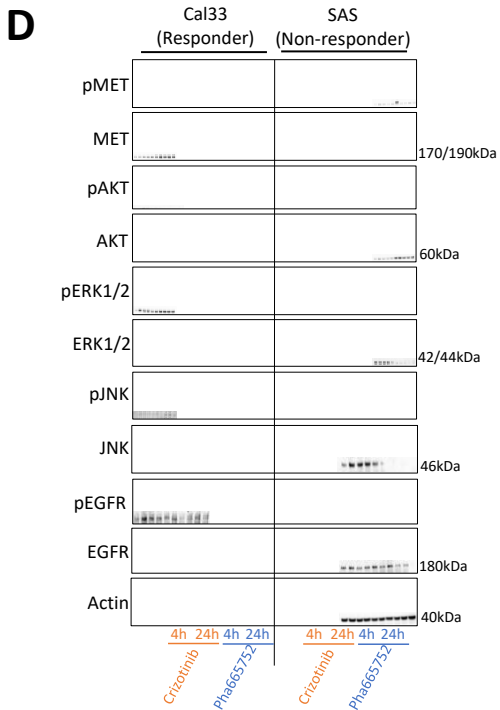 D
Cal33 SAS
(Responder) (Non-responder)
pMET
MET 170/190kDa
pAKT
AKT 60kDa
pERK1/2
ERK1/2 42/44kDa
pJNK
JNK 46kDa
pEGFR
EGFR 180kDa
Actin 40kDa
4h 24h 4h 24h 4h 24h 4h 24h
Crizotinib Pha665752 Crizotinib Pha665752